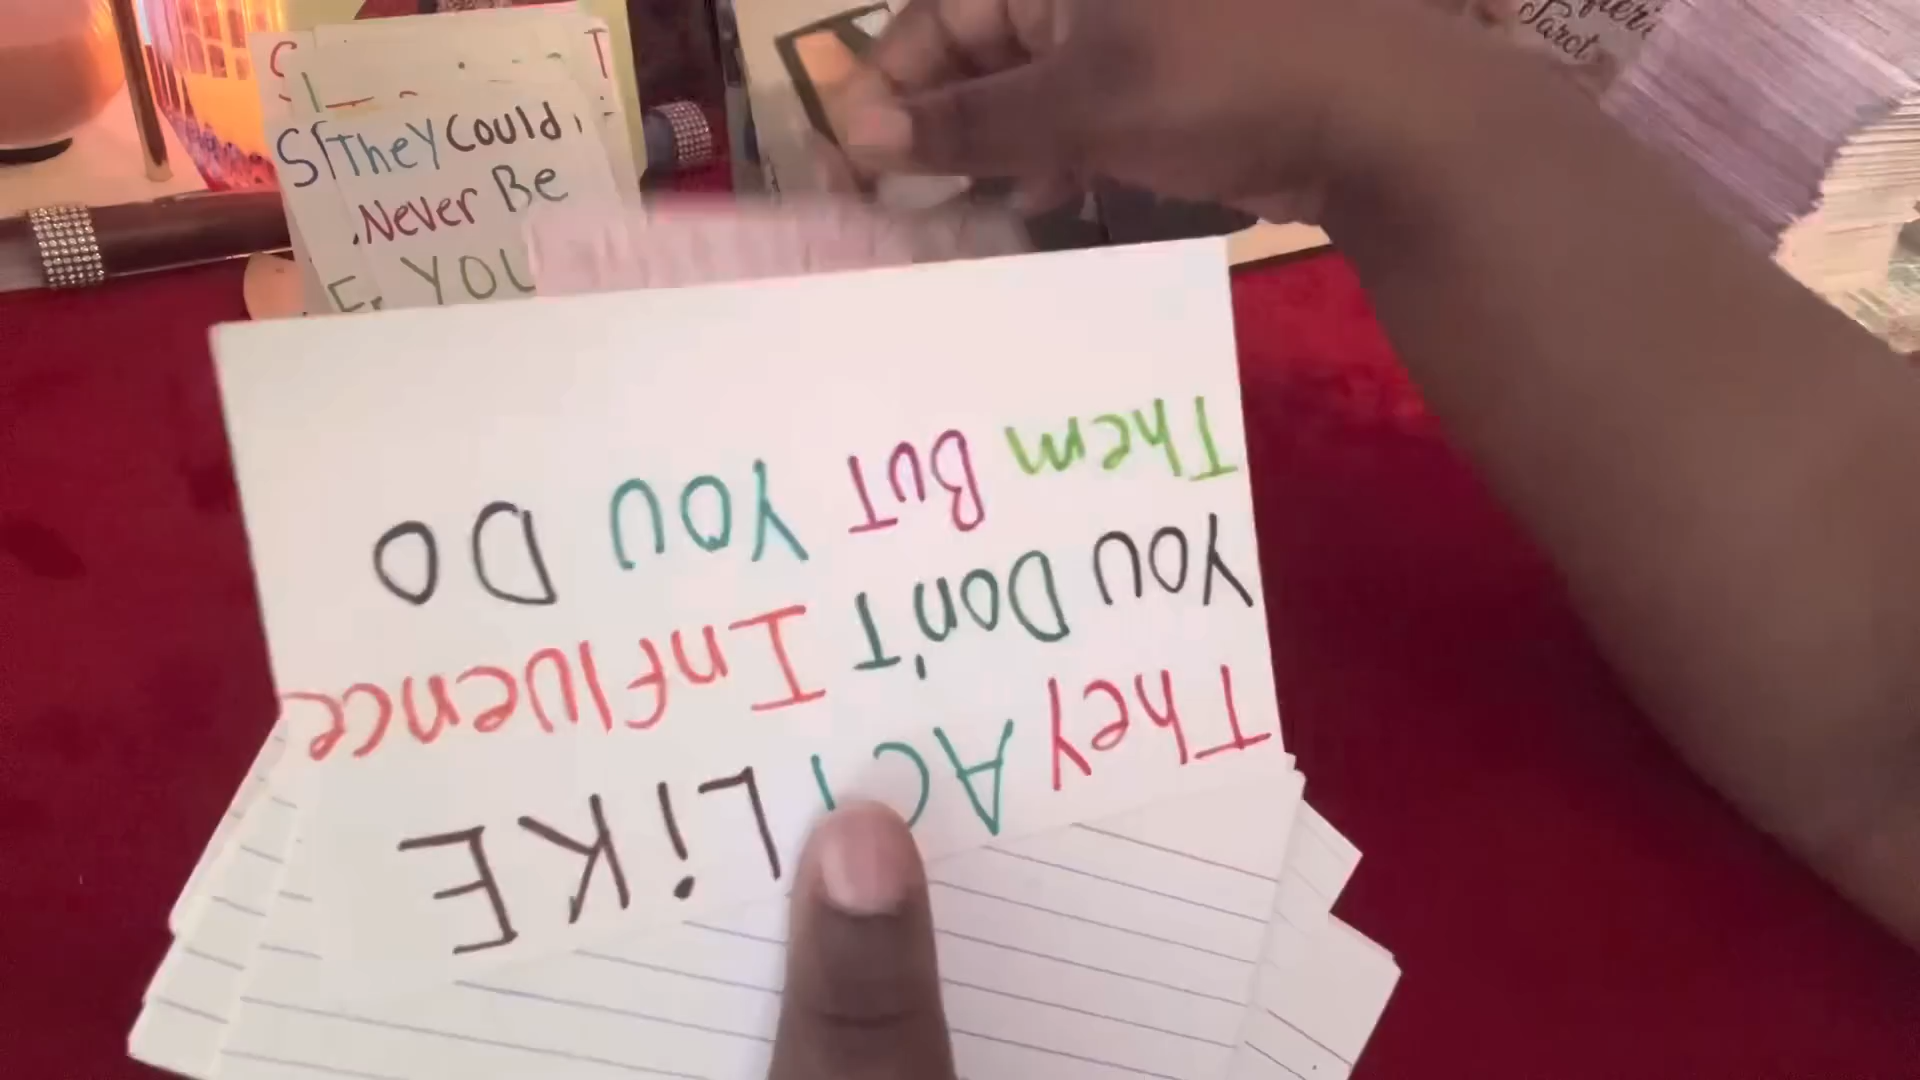 They Could
Never Be
YOU
They Act LiKE
You Don't Influence
Them But You Do
Tarot